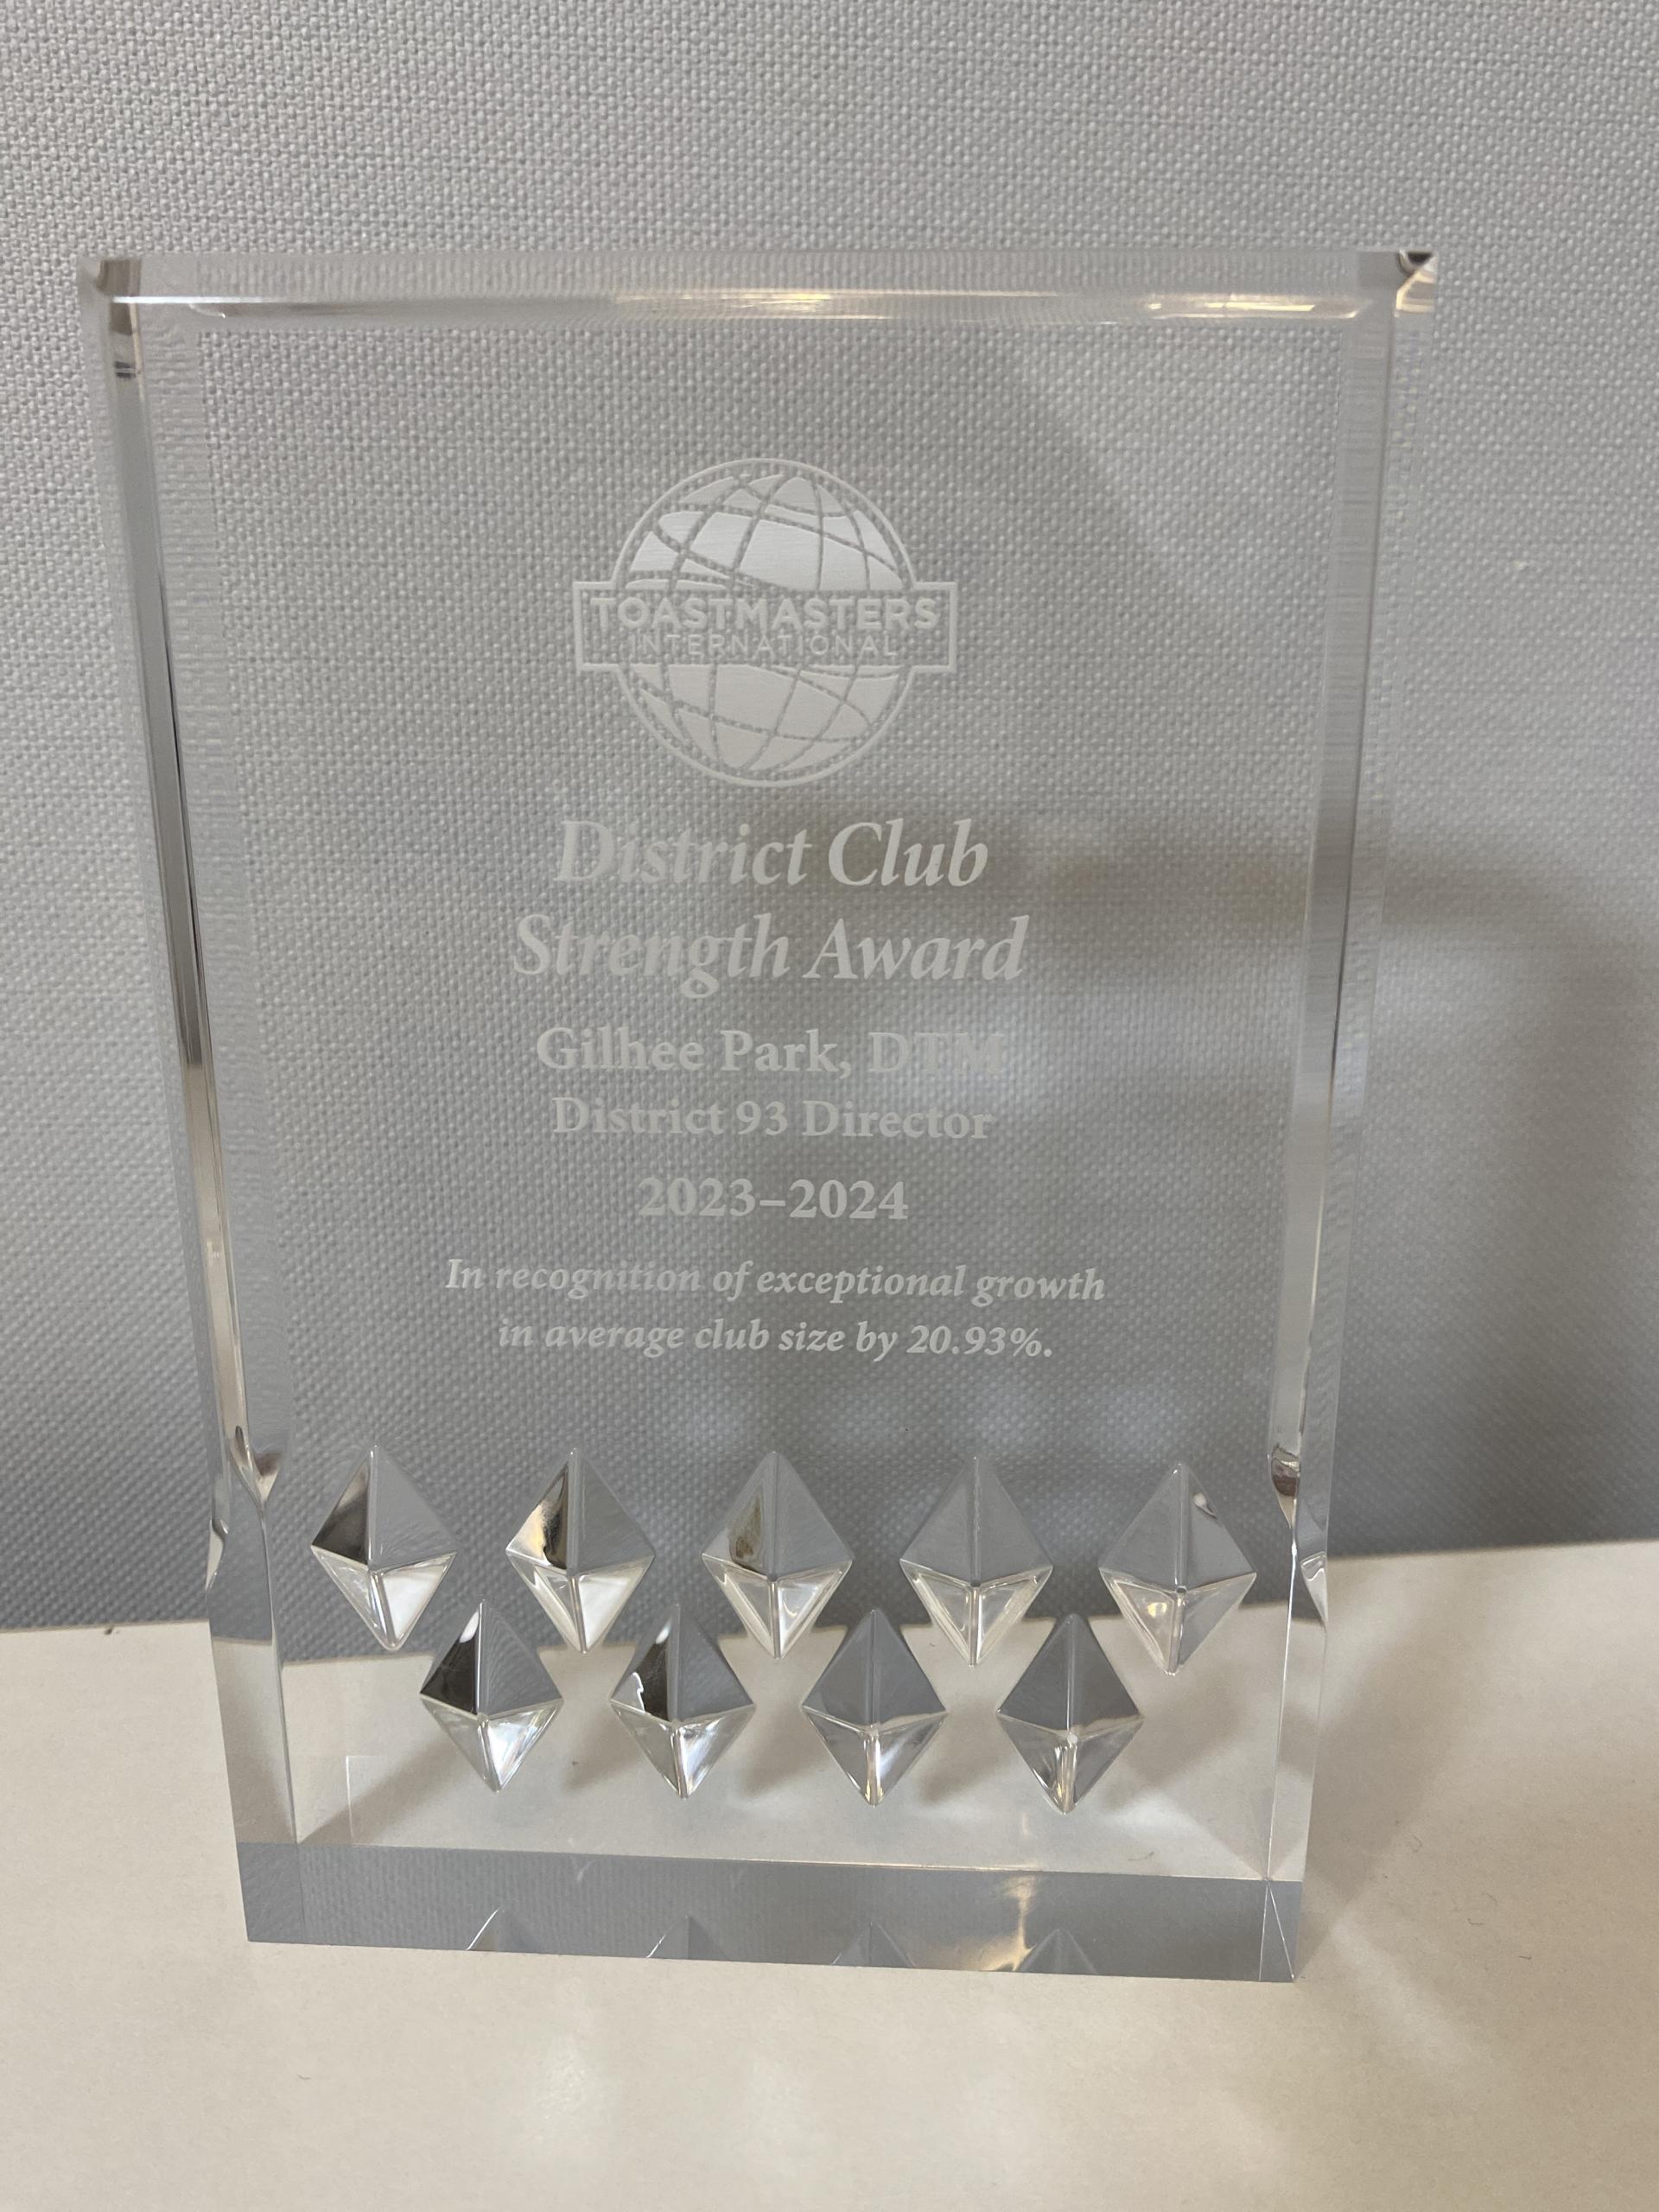 TOASTMASTERS
INTERNATIONAL
District Club
Strength Award
Gilhee Park, DTM
District 93 Director
2023–2024
In recognition of exceptional growth
in average club size by 20.93%.